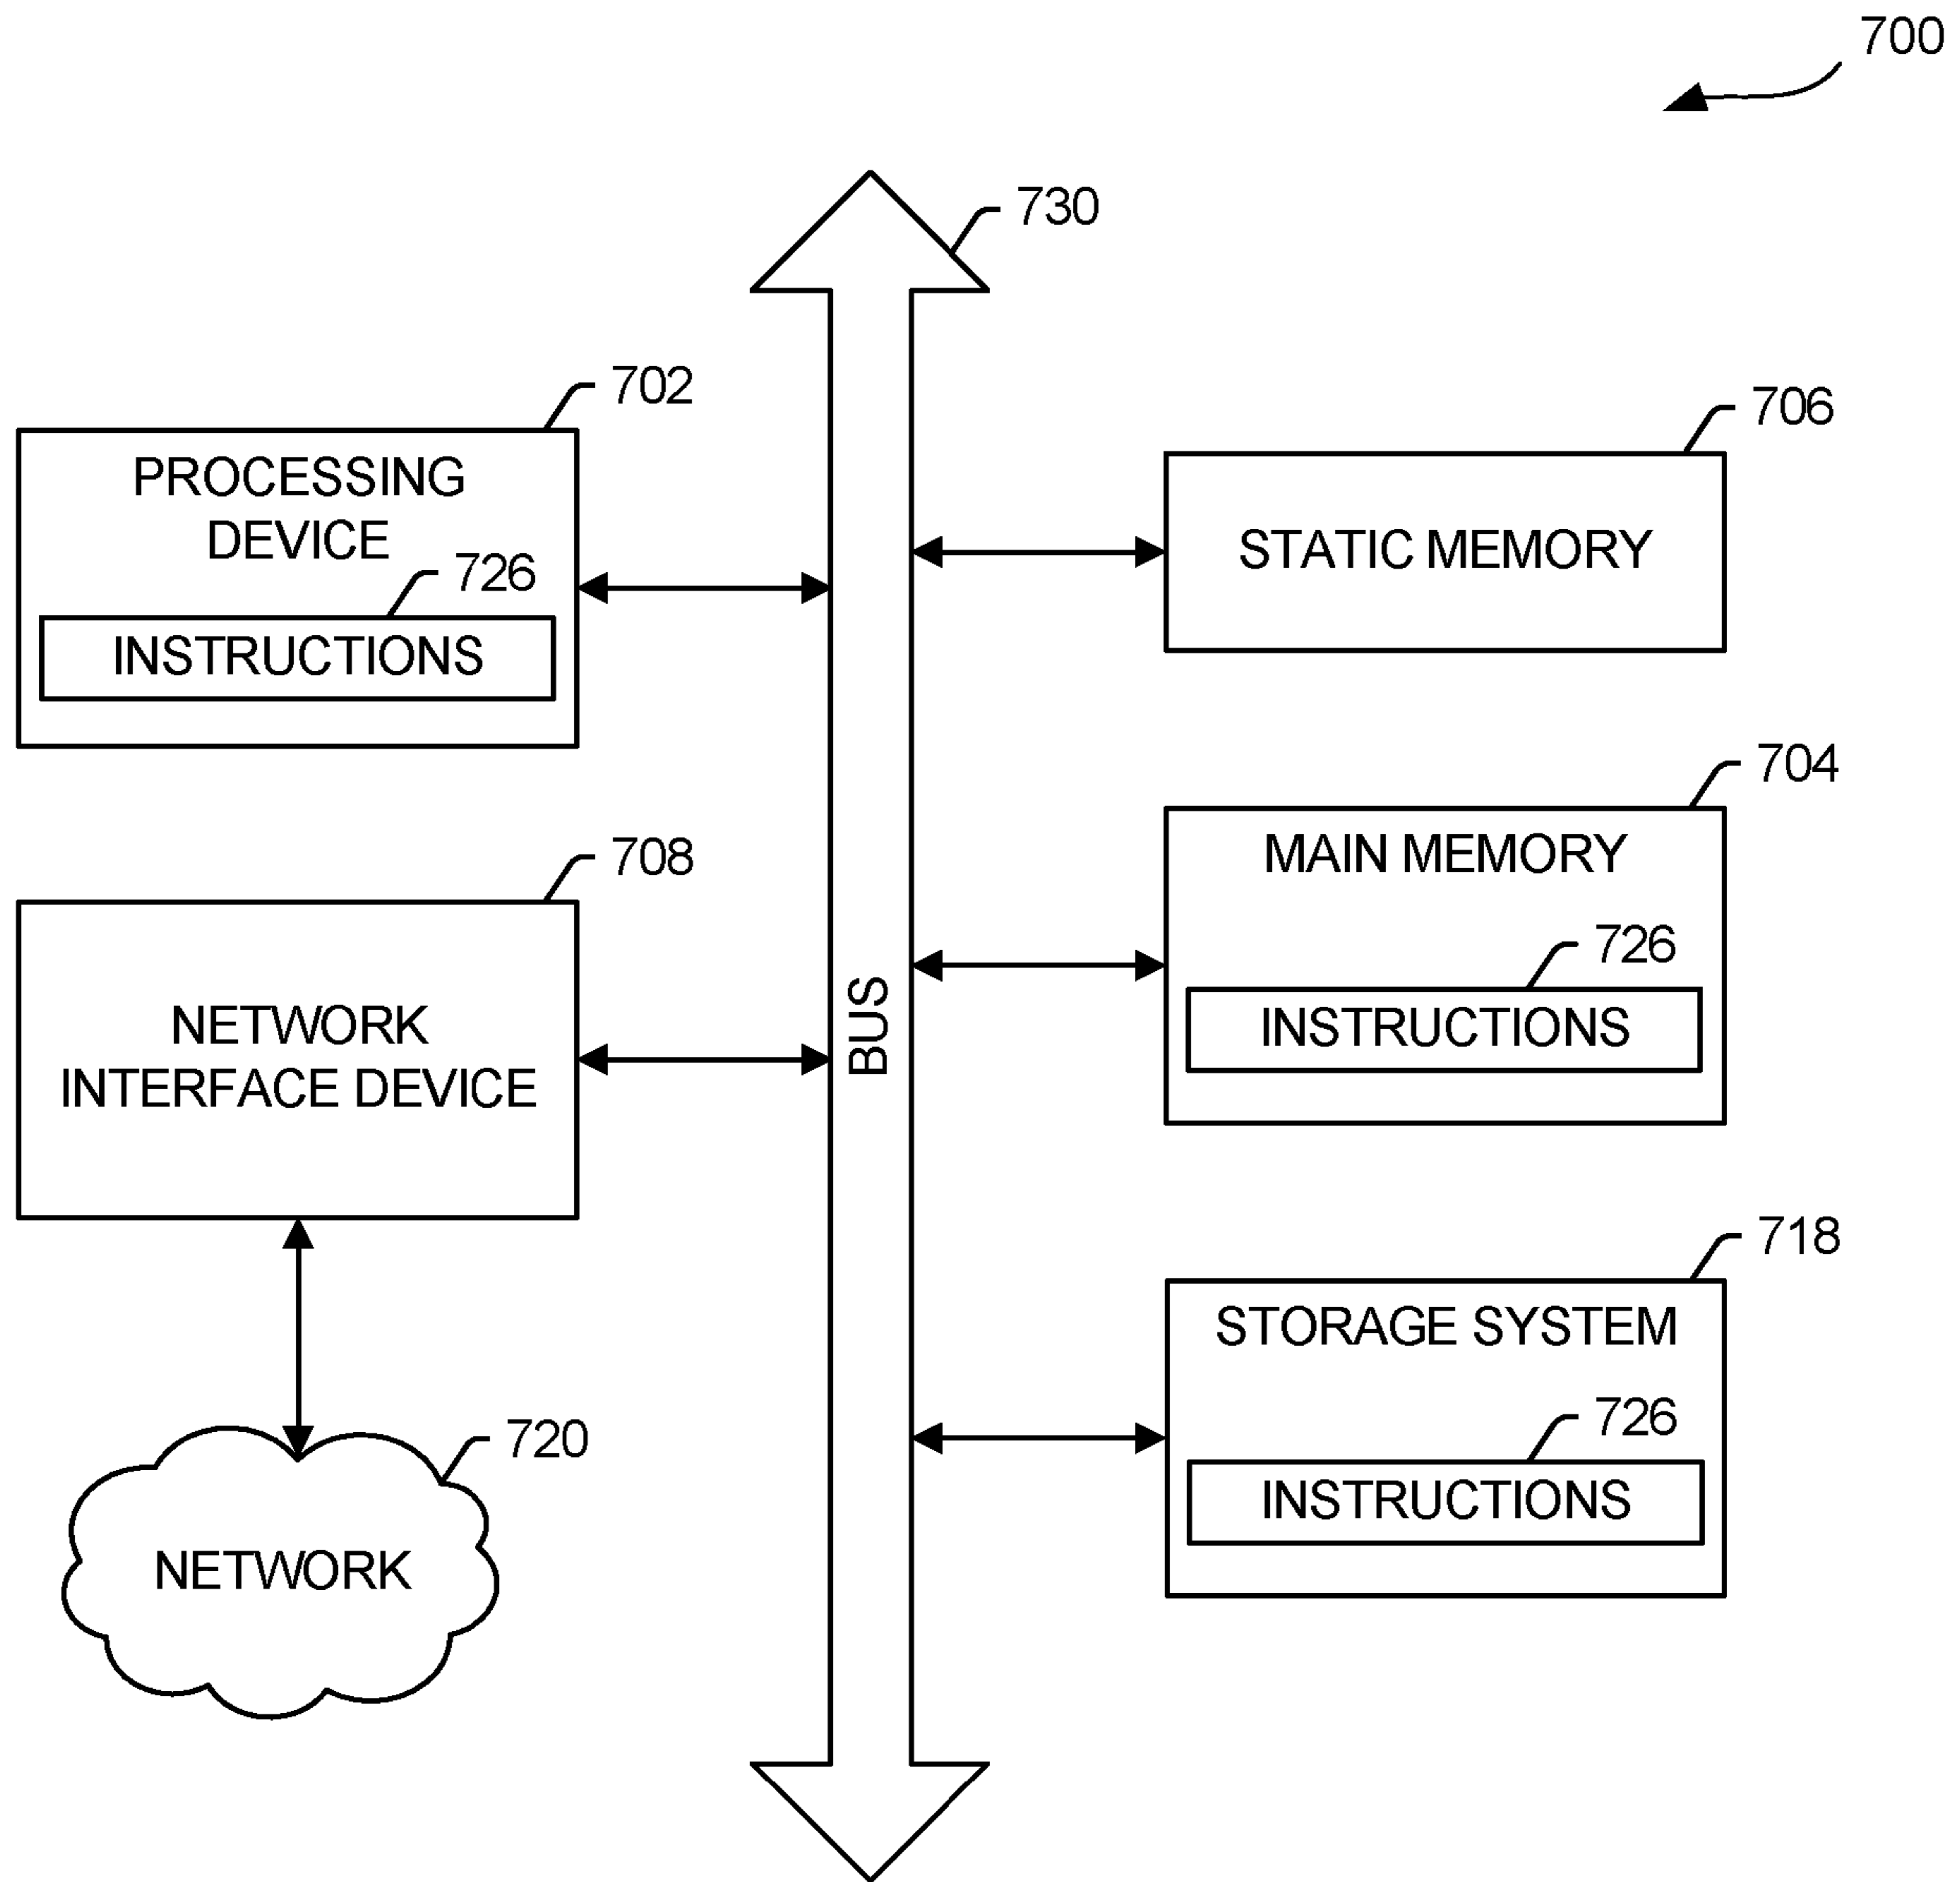 700
730
702
PROCESSING
DEVICE
726
INSTRUCTIONS
706
STATIC MEMORY
704
MAIN MEMORY
726
INSTRUCTIONS
708
NETWORK
INTERFACE DEVICE
BUS
718
STORAGE SYSTEM
726
INSTRUCTIONS
720
NETWORK